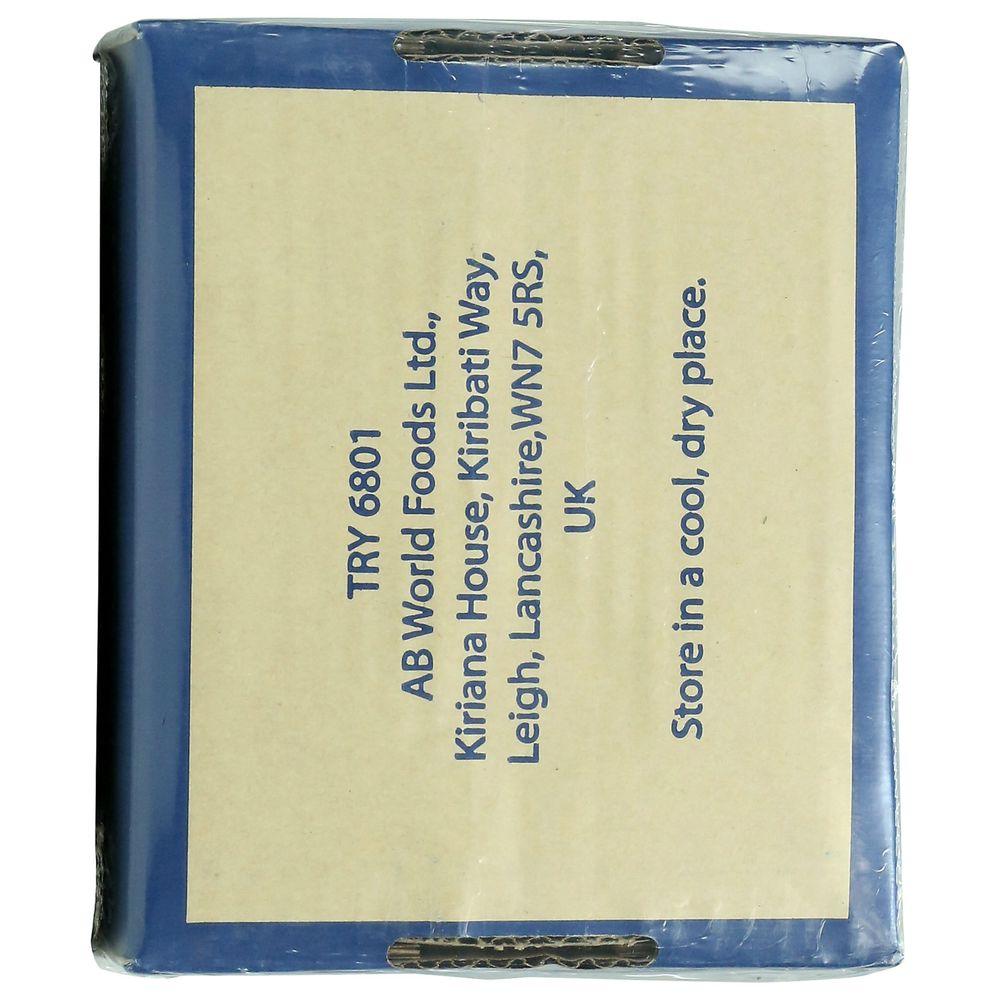 TRY 6801
AB World Foods Ltd.,
Kiriana House, Kiribati Way,
Leigh, Lancashire,WN7 5RS,
UK
Store in a cool, dry place.